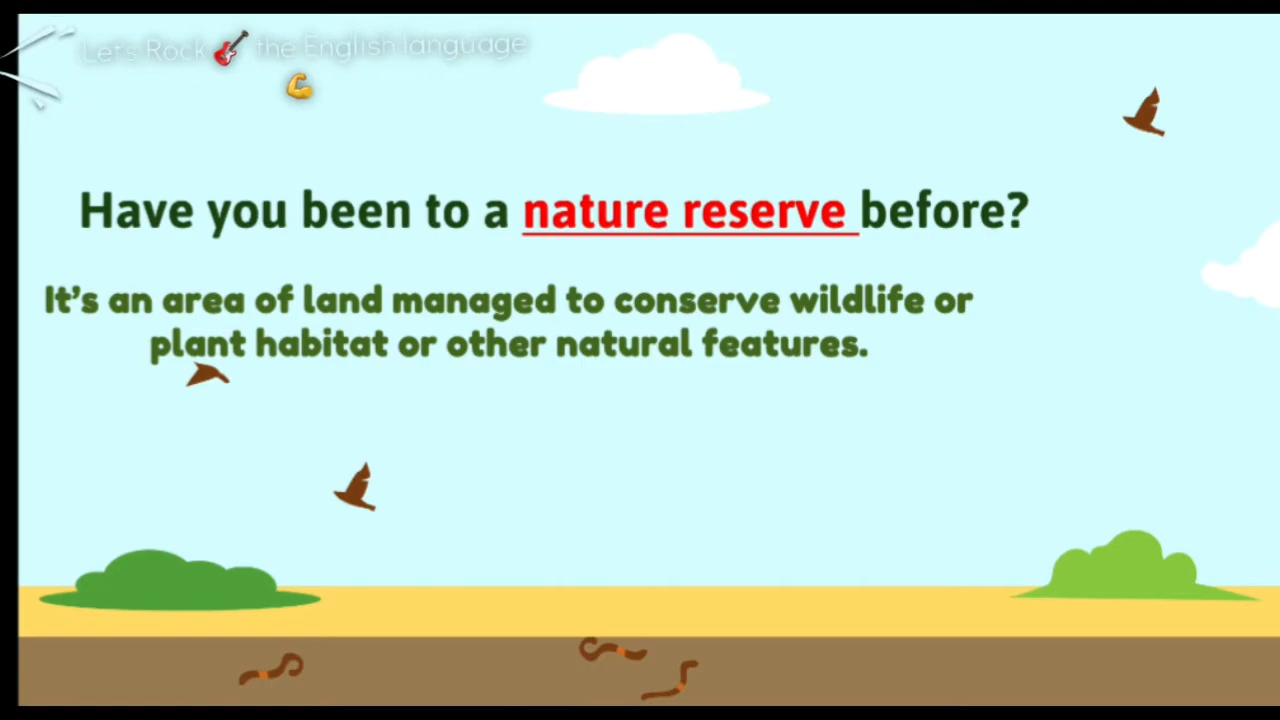 Let's Rock 🎸 the English language
💪
Have you been to a nature reserve before?
It's an area of land managed to conserve wildlife or
plant habitat or other natural features.